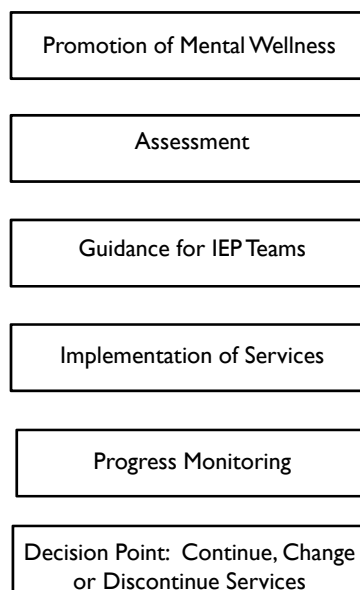 Promotion of Mental Wellness
Assessment
Guidance for IEP Teams
Implementation of Services
Progress Monitoring
Decision Point: Continue, Change
or Discontinue Services